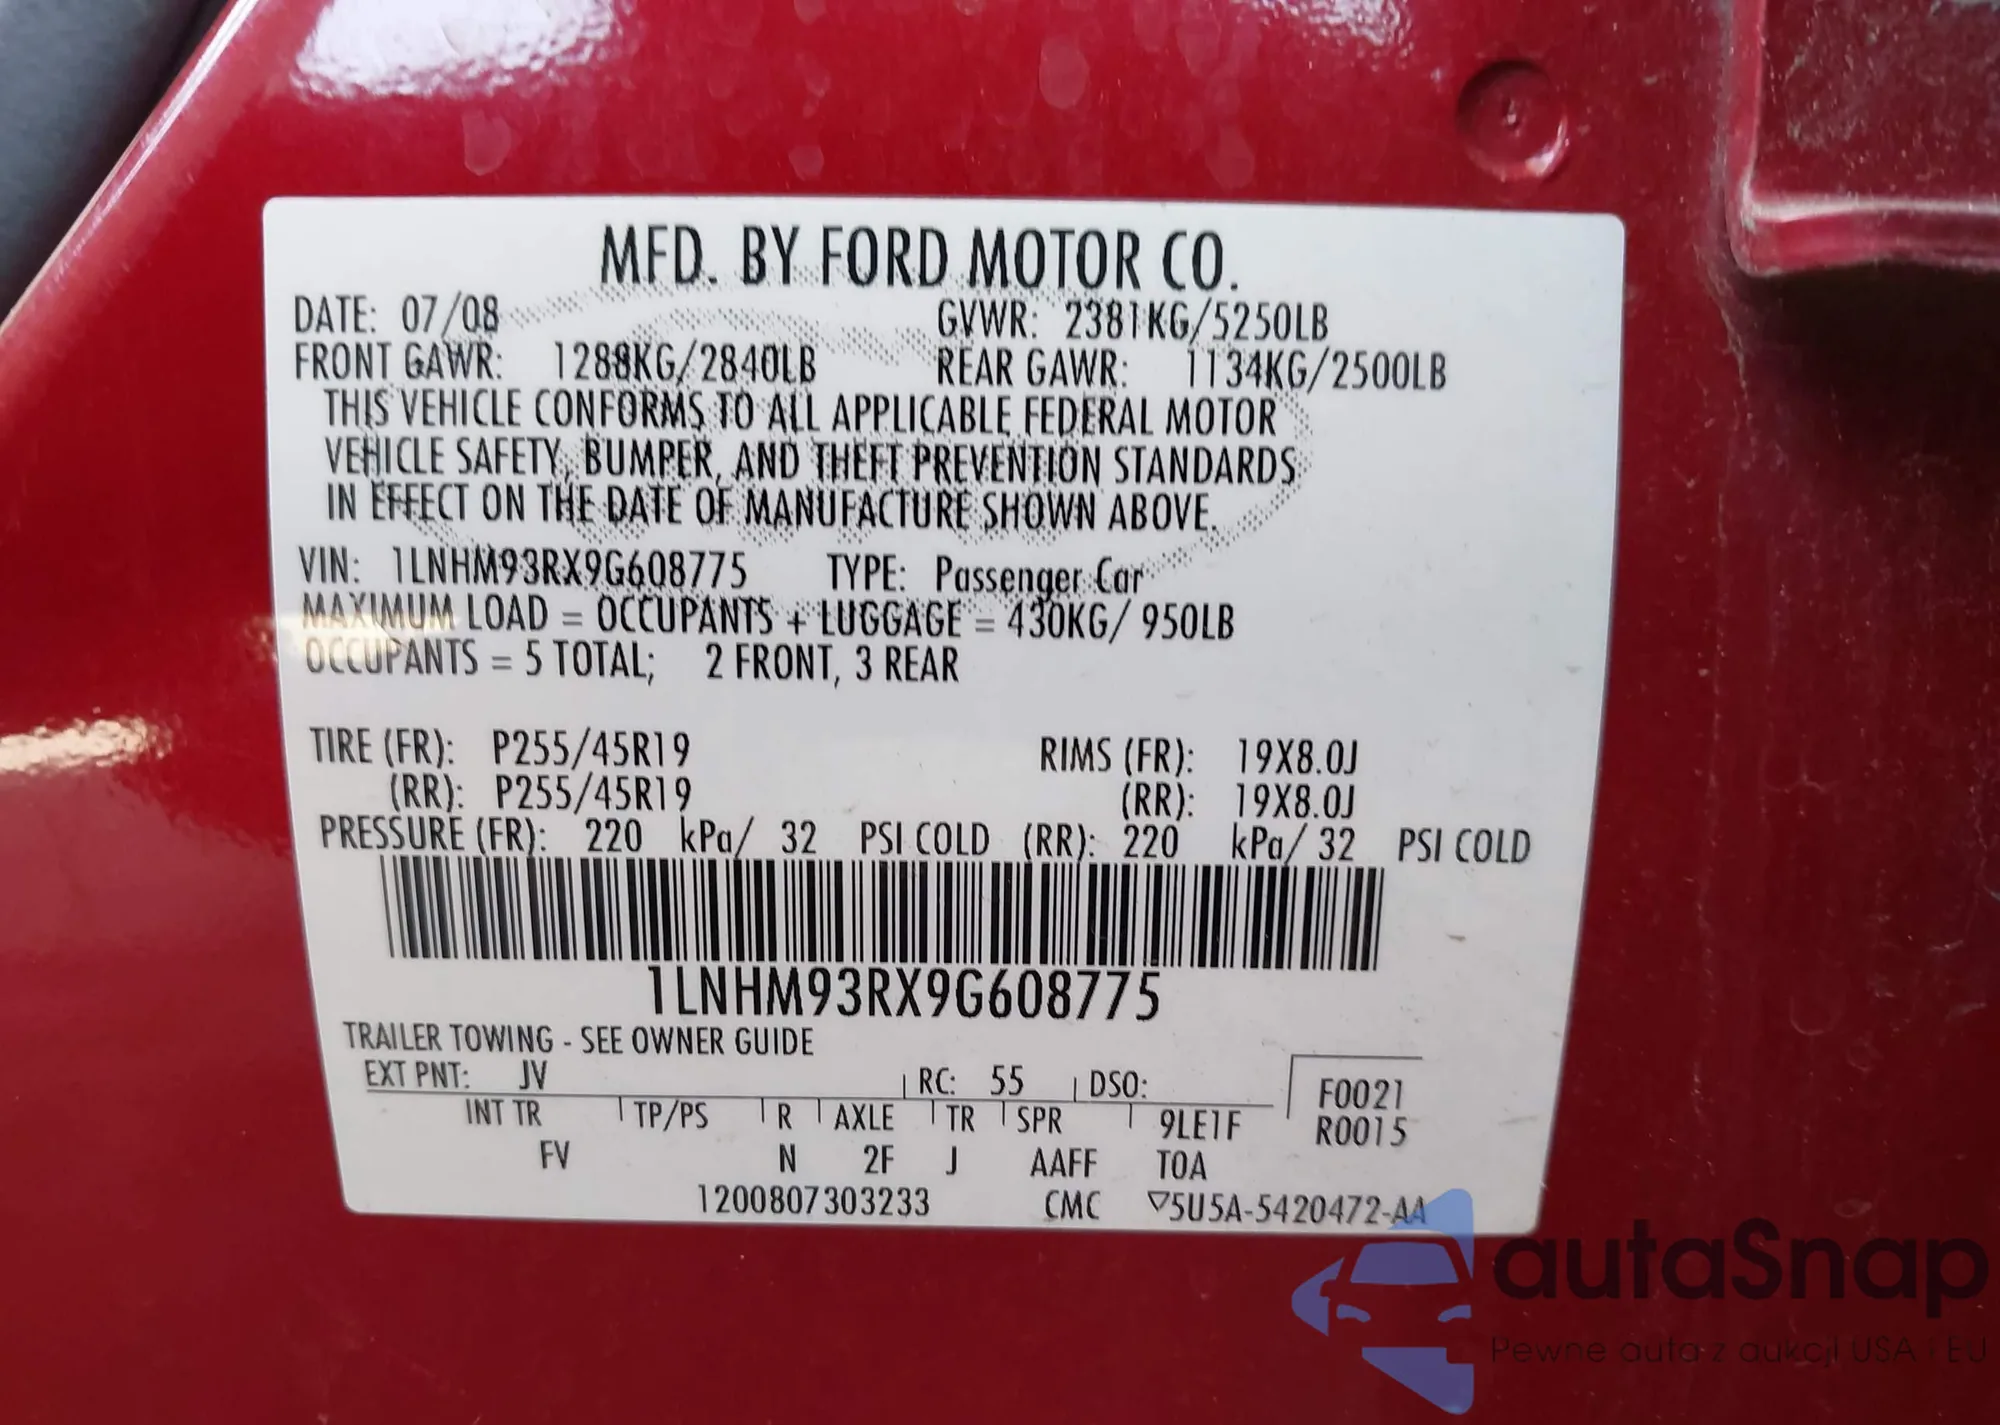 MFD. BY FORD MOTOR CO.
DATE: 07/08 GVWR: 2381KG/5250LB
FRONT GAWR: 1288KG/2840LB REAR GAWR: 1134KG/2500LB
THIS VEHICLE CONFORMS TO ALL APPLICABLE FEDERAL MOTOR
VEHICLE SAFETY, BUMPER, AND THEFT PREVENTION STANDARDS
IN EFFECT ON THE DATE OF MANUFACTURE SHOWN ABOVE.
VIN: 1LNHM93RX9G608775 TYPE: Passenger Car
MAXIMUM LOAD = OCCUPANTS + LUGGAGE = 430KG/ 950LB
OCCUPANTS = 5 TOTAL; 2 FRONT, 3 REAR
TIRE (FR): P255/45R19 RIMS (FR): 19X8.0J
(RR): P255/45R19 (RR): 19X8.0J
PRESSURE (FR): 220 kPa/ 32 PSI COLD (RR): 220 kPa/ 32 PSI COLD
1LNHM93RX9G608775
TRAILER TOWING - SEE OWNER GUIDE
EXT PNT: JV RC: 55 DSO: F0021
INT TR TP/PS R AXLE TR SPR 9LE1F R0015
FV N 2F J AAFF TOA
1200807303233 CMC ▽5U5A-5420472-AA
autaSnap
Pewne auta z aukcji USA i EU